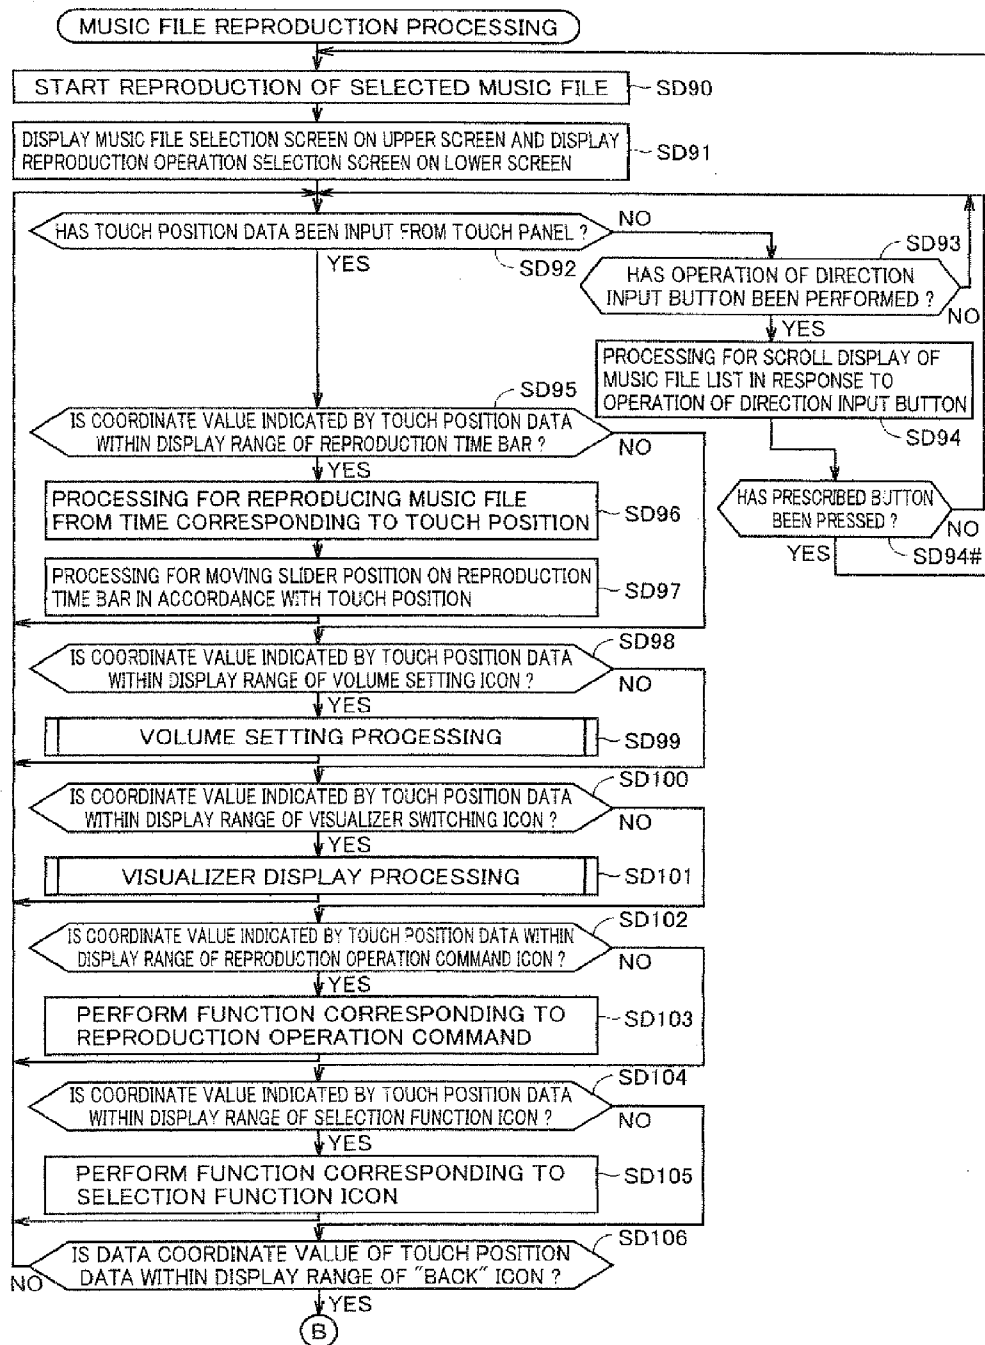 MUSIC FILE REPRODUCTION PROCESSING
START REPRODUCTION OF SELECTED MUSIC FILE
SD90
DISPLAY MUSIC FILE SELECTION SCREEN ON UPPER SCREEN AND DISPLAY
REPRODUCTION OPERATION SELECTION SCREEN ON LOWER SCREEN
SD91
HAS TOUCH POSITION DATA BEEN INPUT FROM TOUCH PANEL ?
NO
YES
SD92
SD93
HAS OPERATION OF DIRECTION
INPUT BUTTON BEEN PERFORMED ?
NO
YES
PROCESSING FOR SCROLL DISPLAY OF
MUSIC FILE LIST IN RESPONSE TO
OPERATION OF DIRECTION INPUT BUTTON
SD94
HAS PRESCRIBED BUTTON
BEEN PRESSED ?
NO
YES
SD94#
SD95
IS COORDINATE VALUE INDICATED BY TOUCH POSITION DATA
WITHIN DISPLAY RANGE OF REPRODUCTION TIME BAR ?
NO
YES
PROCESSING FOR REPRODUCING MUSIC FILE
FROM TIME CORRESPONDING TO TOUCH POSITION
SD96
PROCESSING FOR MOVING SLIDER POSITION ON REPRODUCTION
TIME BAR IN ACCORDANCE WITH TOUCH POSITION
SD97
SD98
IS COORDINATE VALUE INDICATED BY TOUCH POSITION DATA
WITHIN DISPLAY RANGE OF VOLUME SETTING ICON ?
NO
YES
VOLUME SETTING PROCESSING
SD99
SD100
IS COORDINATE VALUE INDICATED BY TOUCH POSITION DATA
WITHIN DISPLAY RANGE OF VISUALIZER SWITCHING ICON ?
NO
YES
VISUALIZER DISPLAY PROCESSING
SD101
SD102
IS COORDINATE VALUE INDICATED BY TOUCH POSITION DATA WITHIN
DISPLAY RANGE OF REPRODUCTION OPERATION COMMAND ICON ?
NO
YES
PERFORM FUNCTION CORRESPONDING TO
REPRODUCTION OPERATION COMMAND
SD103
SD104
IS COORDINATE VALUE INDICATED BY TOUCH POSITION DATA
WITHIN DISPLAY RANGE OF SELECTION FUNCTION ICON ?
NO
YES
PERFORM FUNCTION CORRESPONDING TO
SELECTION FUNCTION ICON
SD105
SD106
IS DATA COORDINATE VALUE OF TOUCH POSITION
DATA WITHIN DISPLAY RANGE OF "BACK" ICON ?
NO
YES
B